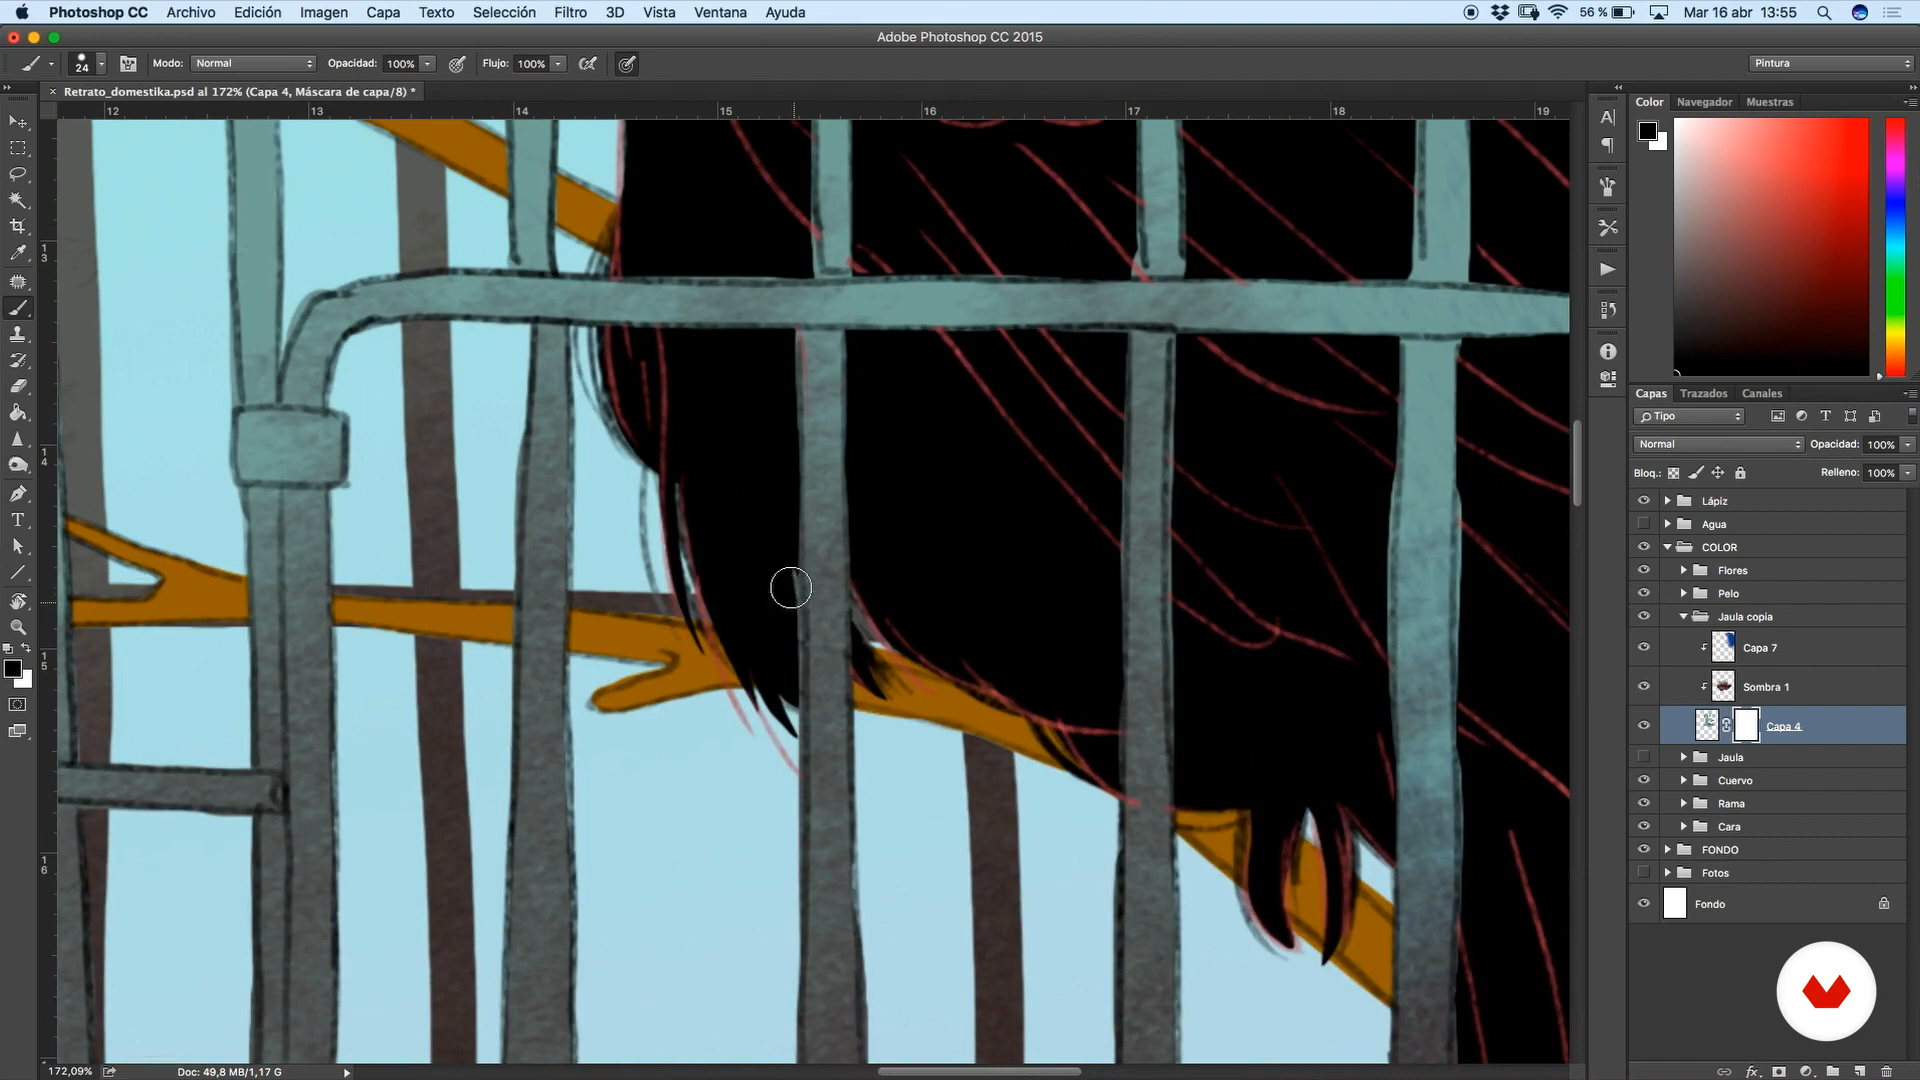 Photoshop CC Archivo Edición Imagen Capa Texto Selección Filtro 3D Vista Ventana Ayuda 56 % Mar 16 abr 13:55
Adobe Photoshop CC 2015
24 Modo: Normal Opacidad: 100% Flujo: 100% Pintura
Retrato_domestika.psd al 172% (Capa 4, Máscara de capa/8) *
12 13 14 15 16 17 18 19
13
14
15
16
Color Navegador Muestras
Capas Trazados Canales
Tipo
Normal Opacidad: 100%
Bloq.: Relleno: 100%
Lápiz
Agua
COLOR
Flores
Pelo
Jaula copia
Capa 7
Sombra 1
Capa 4
Jaula
Cuervo
Rama
Cara
FONDO
Fotos
Fondo
172,09% Doc: 49,8 MB/1,17 G